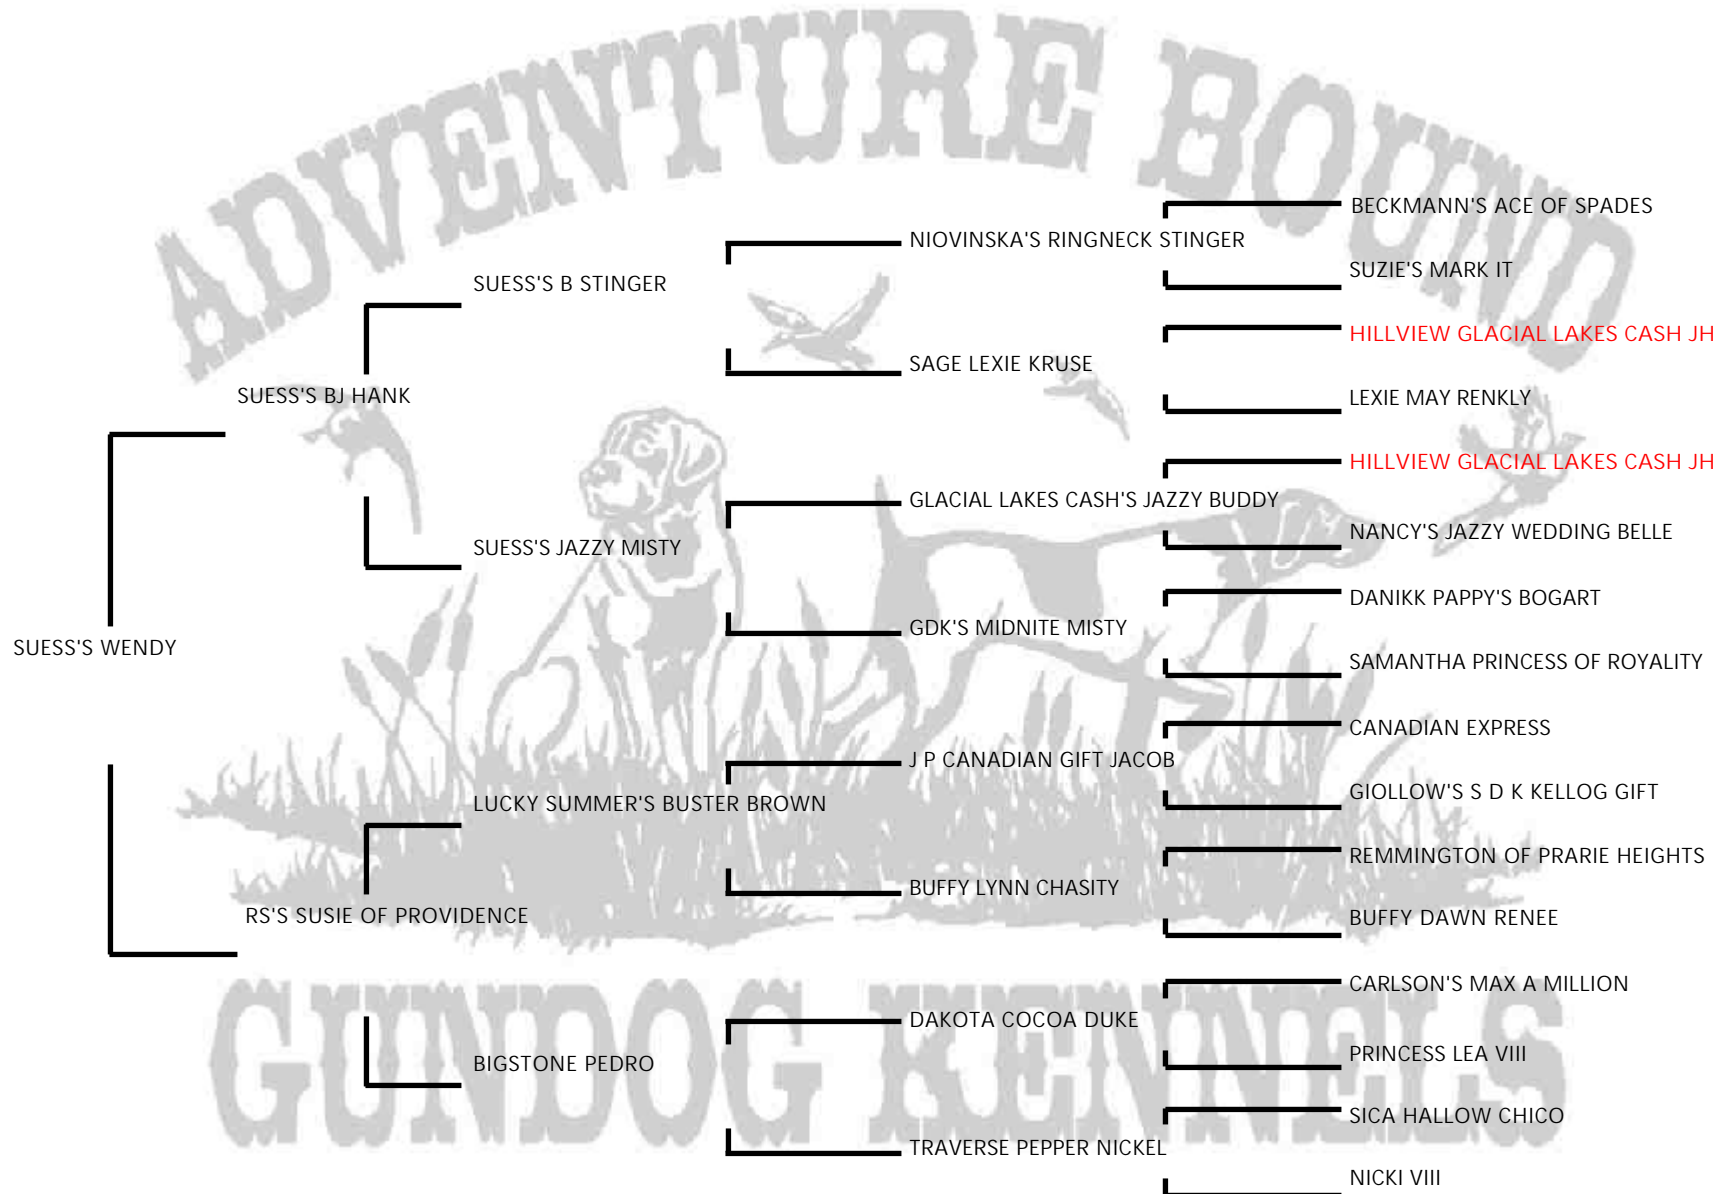 ADVENTURE BOUND
BECKMANN'S ACE OF SPADES
NIOVINSKA'S RINGNECK STINGER
SUZIE'S MARK IT
SUESS'S B STINGER
HILLVIEW GLACIAL LAKES CASH JH
SAGE LEXIE KRUSE
SUESS'S BJ HANK
LEXIE MAY RENKLY
HILLVIEW GLACIAL LAKES CASH JH
GLACIAL LAKES CASH'S JAZZY BUDDY
NANCY'S JAZZY WEDDING BELLE
SUESS'S JAZZY MISTY
DANIKK PAPPY'S BOGART
GDK'S MIDNITE MISTY
SUESS'S WENDY
SAMANTHA PRINCESS OF ROYALITY
CANADIAN EXPRESS
J P CANADIAN GIFT JACOB
GIOLLOW'S S D K KELLOG GIFT
LUCKY SUMMER'S BUSTER BROWN
REMMINGTON OF PRARIE HEIGHTS
BUFFY LYNN CHASITY
RS'S SUSIE OF PROVIDENCE
BUFFY DAWN RENEE
CARLSON'S MAX A MILLION
DAKOTA COCOA DUKE
PRINCESS LEA VIII
BIGSTONE PEDRO
SICA HALLOW CHICO
TRAVERSE PEPPER NICKEL
NICKI VIII
GUNDOG KENNELS